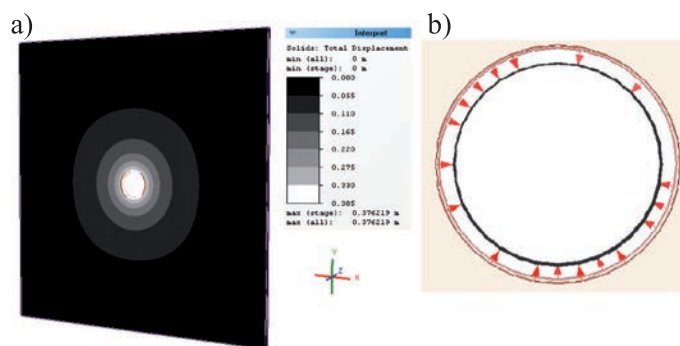 a)
b)
Interpret
Solids: Total Displacement
min (all): 0 m
min (stage): 0 m
0.000
0.055
0.110
0.165
0.220
0.275
0.330
0.385
max (stage): 0.376219 m
max (all): 0.376219 m
Y
Z
X